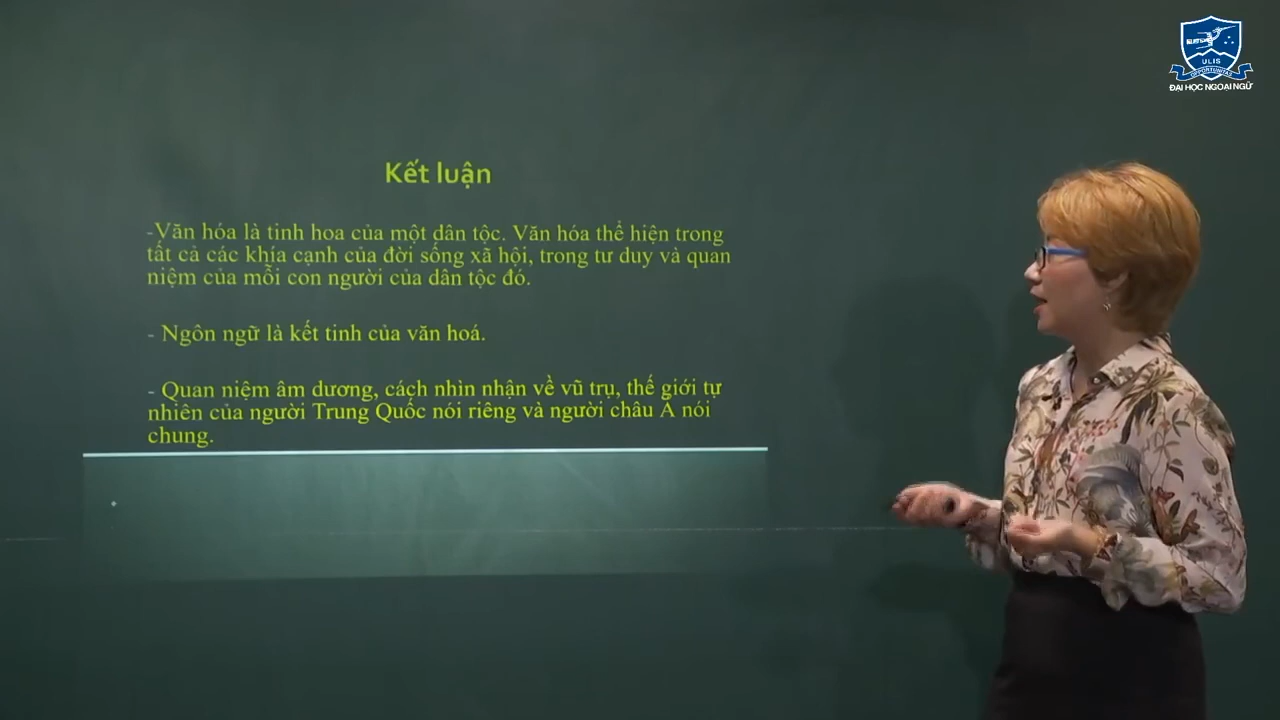 ULIS
ĐẠI HỌC NGOẠI NGỮ
Kết luận
-Văn hóa là tinh hoa của một dân tộc. Văn hóa thể hiện trong
tất cả các khía cạnh của đời sống xã hội, trong tư duy và quan
niệm của mỗi con người của dân tộc đó.
- Ngôn ngữ là kết tinh của văn hoá.
- Quan niệm âm dương, cách nhìn nhận về vũ trụ, thế giới tự
nhiên của người Trung Quốc nói riêng và người châu Á nói
chung.